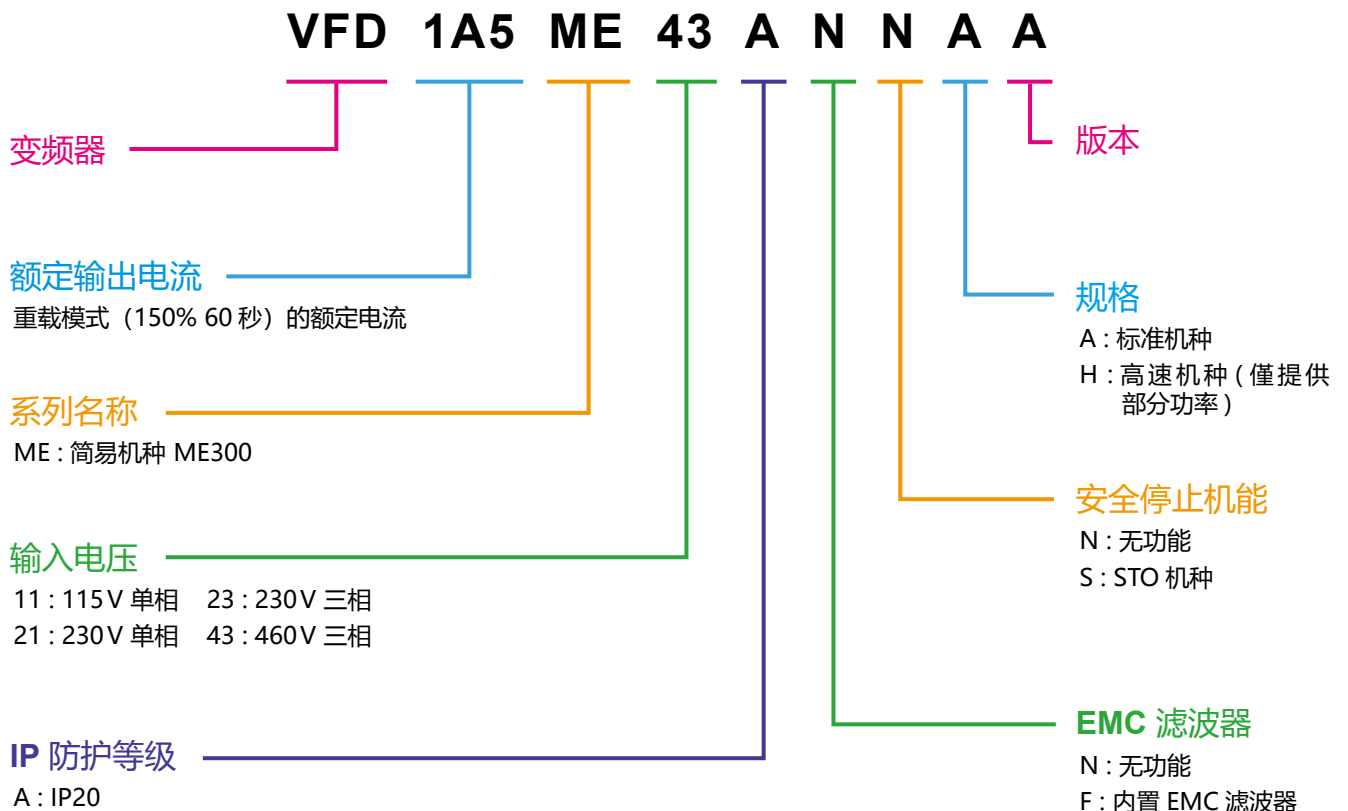 VFD 1A5 ME 43 A N N A A
变频器
额定输出电流
重载模式（150% 60 秒）的额定电流
系列名称
ME : 简易机种 ME300
输入电压
11 : 115V 单相 23 : 230V 三相
21 : 230V 单相 43 : 460V 三相
IP 防护等级
A : IP20
版本
规格
A : 标准机种
H : 高速机种 ( 僅提供
部分功率 )
安全停止机能
N : 无功能
S : STO 机种
EMC 滤波器
N : 无功能
F : 内置 EMC 滤波器